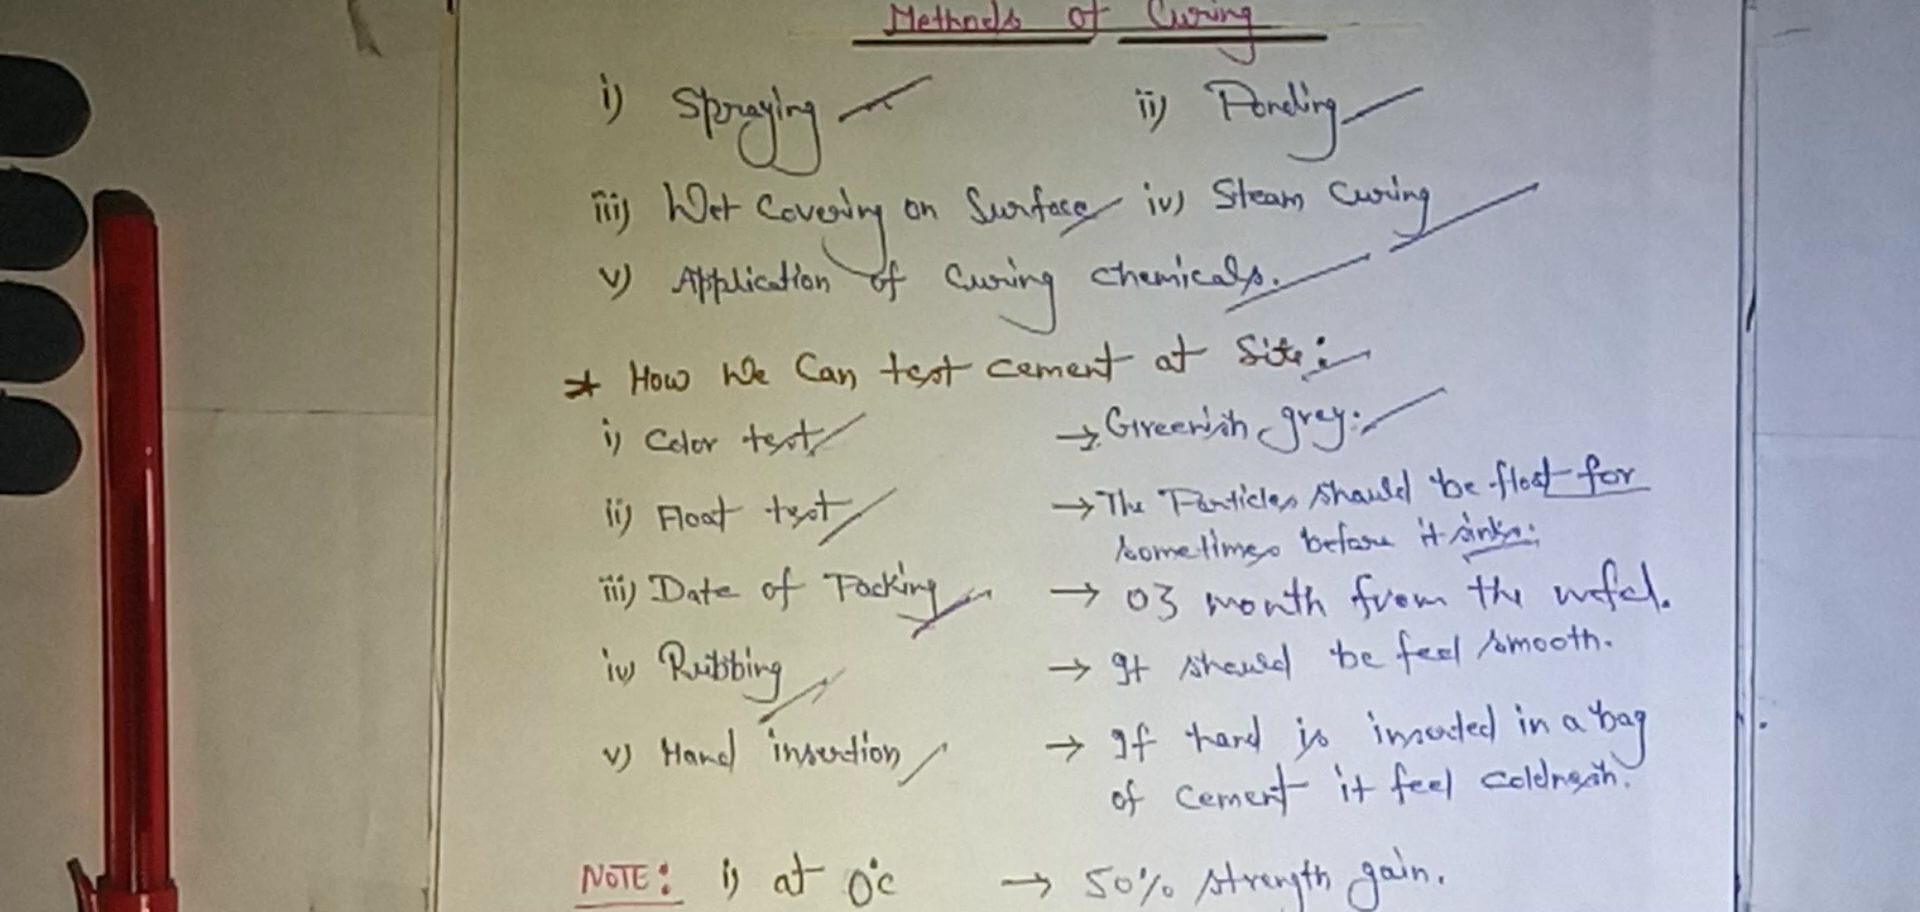 Methods of Curing
i) Spraying ii) Ponding
iii) Wet Covering on Surface iv) Steam Curing
v) Application of Curing chemicals.
* How We Can test cement at Site:
i) Color test → Greenish grey.
ii) Float test → The Particles should be float for
sometimes before it sinks.
iii) Date of Packing → 03 month from the mfd.
iv) Rubbing → It should be feel smooth.
v) Hand insertion → If hand is inserted in a bag
of cement it feel coldnesh.
NOTE: i) at 0°c → 50% strength gain.